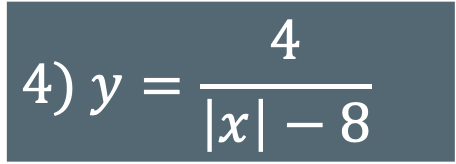 4) y = 4 / (|x| − 8)